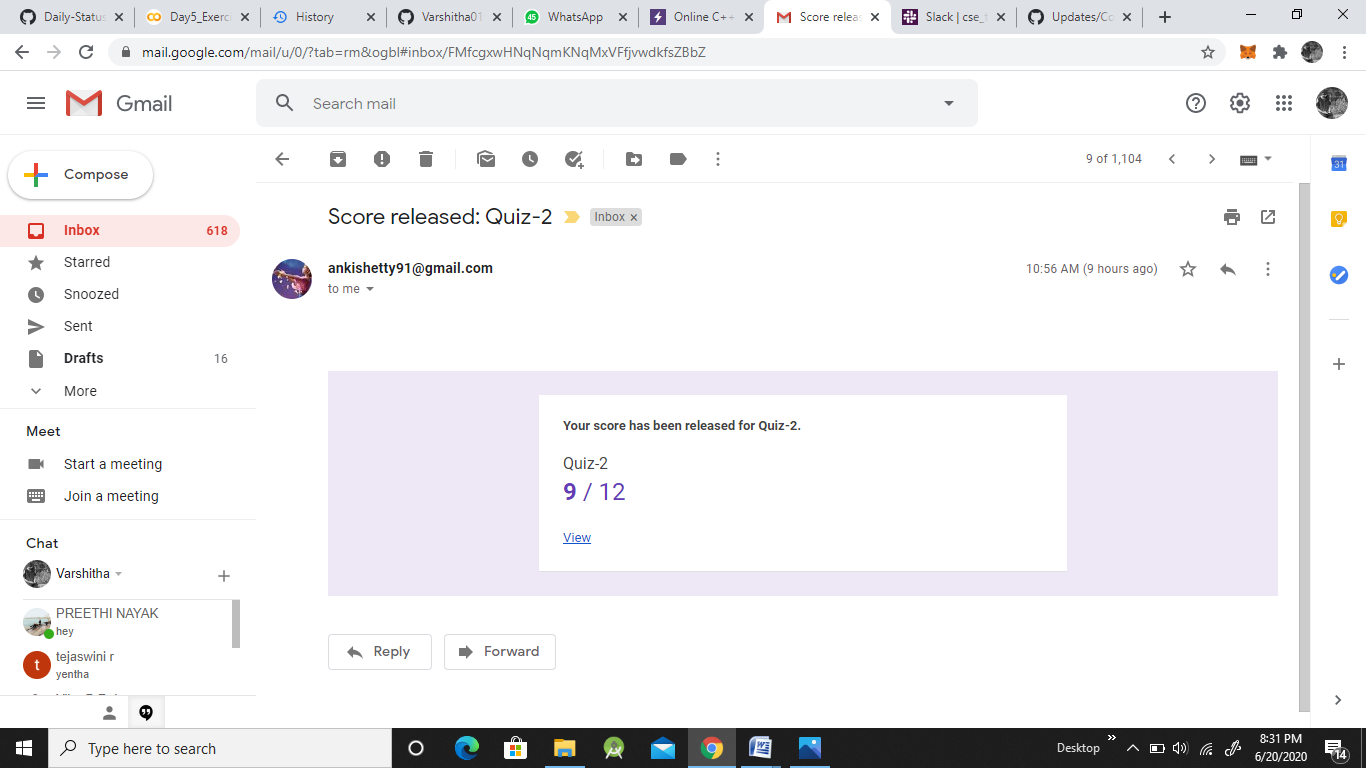 Daily-Status
Day5_Exerc
History
Varshitha01
45
WhatsApp
Online C++
Score releas
Slack | cse_
Updates/Co
mail.google.com/mail/u/0/?tab=rm&ogbl#inbox/FMfcgxwHNqNqmKNqMxVFfjvwdkfsZBbZ
Gmail
Search mail
Compose
9 of 1,104
31
Score released: Quiz-2
Inbox x
Inbox 618
Starred
Snoozed
Sent
Drafts 16
More
ankishetty91@gmail.com
10:56 AM (9 hours ago)
to me
Your score has been released for Quiz-2.
Quiz-2
9 / 12
View
Meet
Start a meeting
Join a meeting
Chat
Varshitha
PREETHI NAYAK
hey
t
tejaswini r
yentha
Reply
Forward
Type here to search
Desktop
8:31 PM
6/20/2020
14